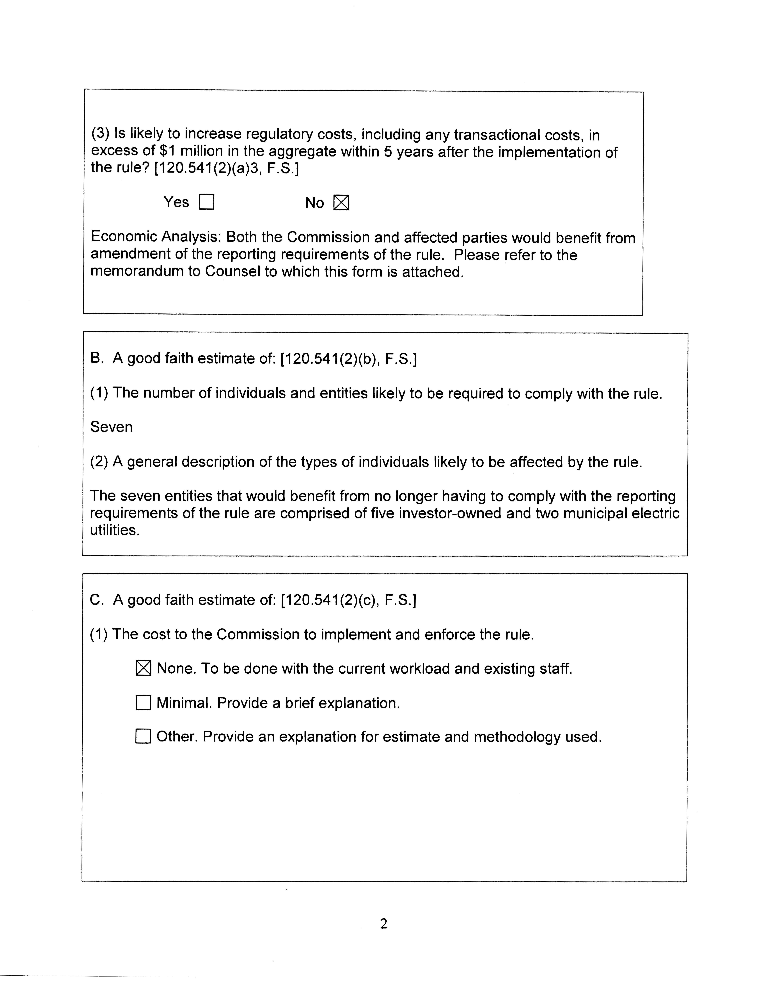 (3) Is likely to increase regulatory costs, including any transactional costs, in
excess of $1 million in the aggregate within 5 years after the implementation of
the rule? [120.541(2)(a)3, F.S.]
Yes ☐ No ☒
Economic Analysis: Both the Commission and affected parties would benefit from
amendment of the reporting requirements of the rule.  Please refer to the
memorandum to Counsel to which this form is attached.
B.  A good faith estimate of: [120.541(2)(b), F.S.]
(1) The number of individuals and entities likely to be required to comply with the rule.
Seven
(2) A general description of the types of individuals likely to be affected by the rule.
The seven entities that would benefit from no longer having to comply with the reporting
requirements of the rule are comprised of five investor-owned and two municipal electric
utilities.
C.  A good faith estimate of: [120.541(2)(c), F.S.]
(1) The cost to the Commission to implement and enforce the rule.
☒ None. To be done with the current workload and existing staff.
☐ Minimal. Provide a brief explanation.
☐ Other. Provide an explanation for estimate and methodology used.
2